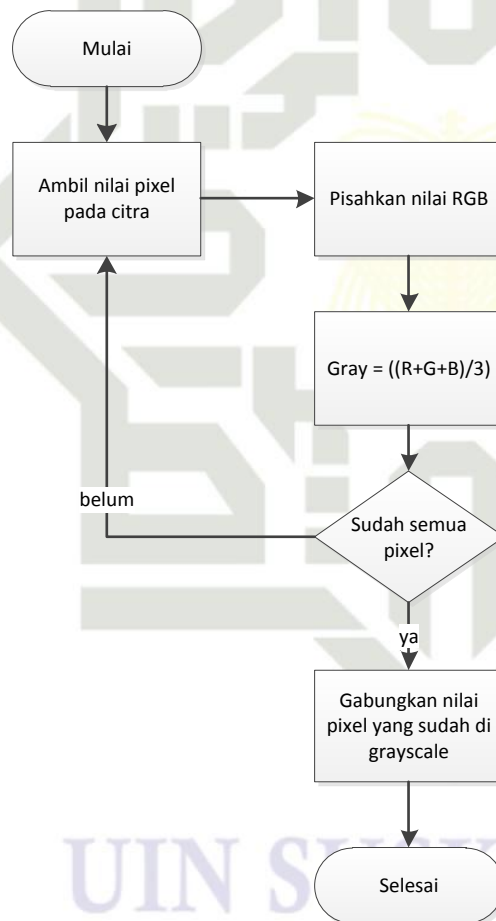 Mulai
Ambil nilai pixel
pada citra
Pisahkan nilai RGB
Gray = ((R+G+B)/3)
Sudah semua
pixel?
belum
ya
Gabungkan nilai
pixel yang sudah di
grayscale
Selesai
UIN